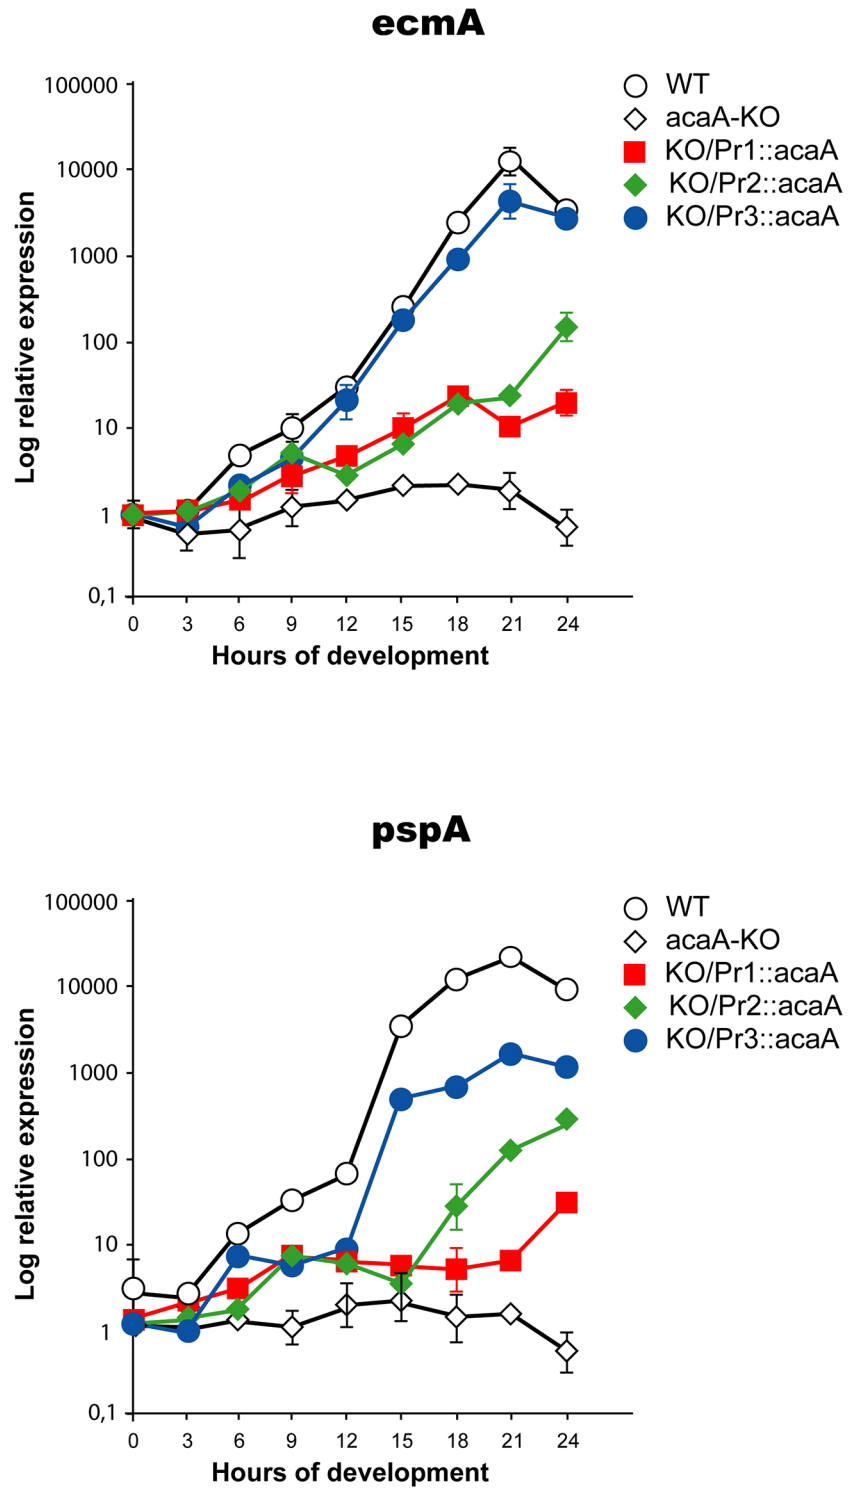 ecmA
100000
10000
1000
100
10
1
0,1
Log relative expression
0 3 6 9 12 15 18 21 24
Hours of development
WT
acaA-KO
KO/Pr1::acaA
KO/Pr2::acaA
KO/Pr3::acaA
pspA
100000
10000
1000
100
10
1
0,1
Log relative expression
0 3 6 9 12 15 18 21 24
Hours of development
WT
acaA-KO
KO/Pr1::acaA
KO/Pr2::acaA
KO/Pr3::acaA